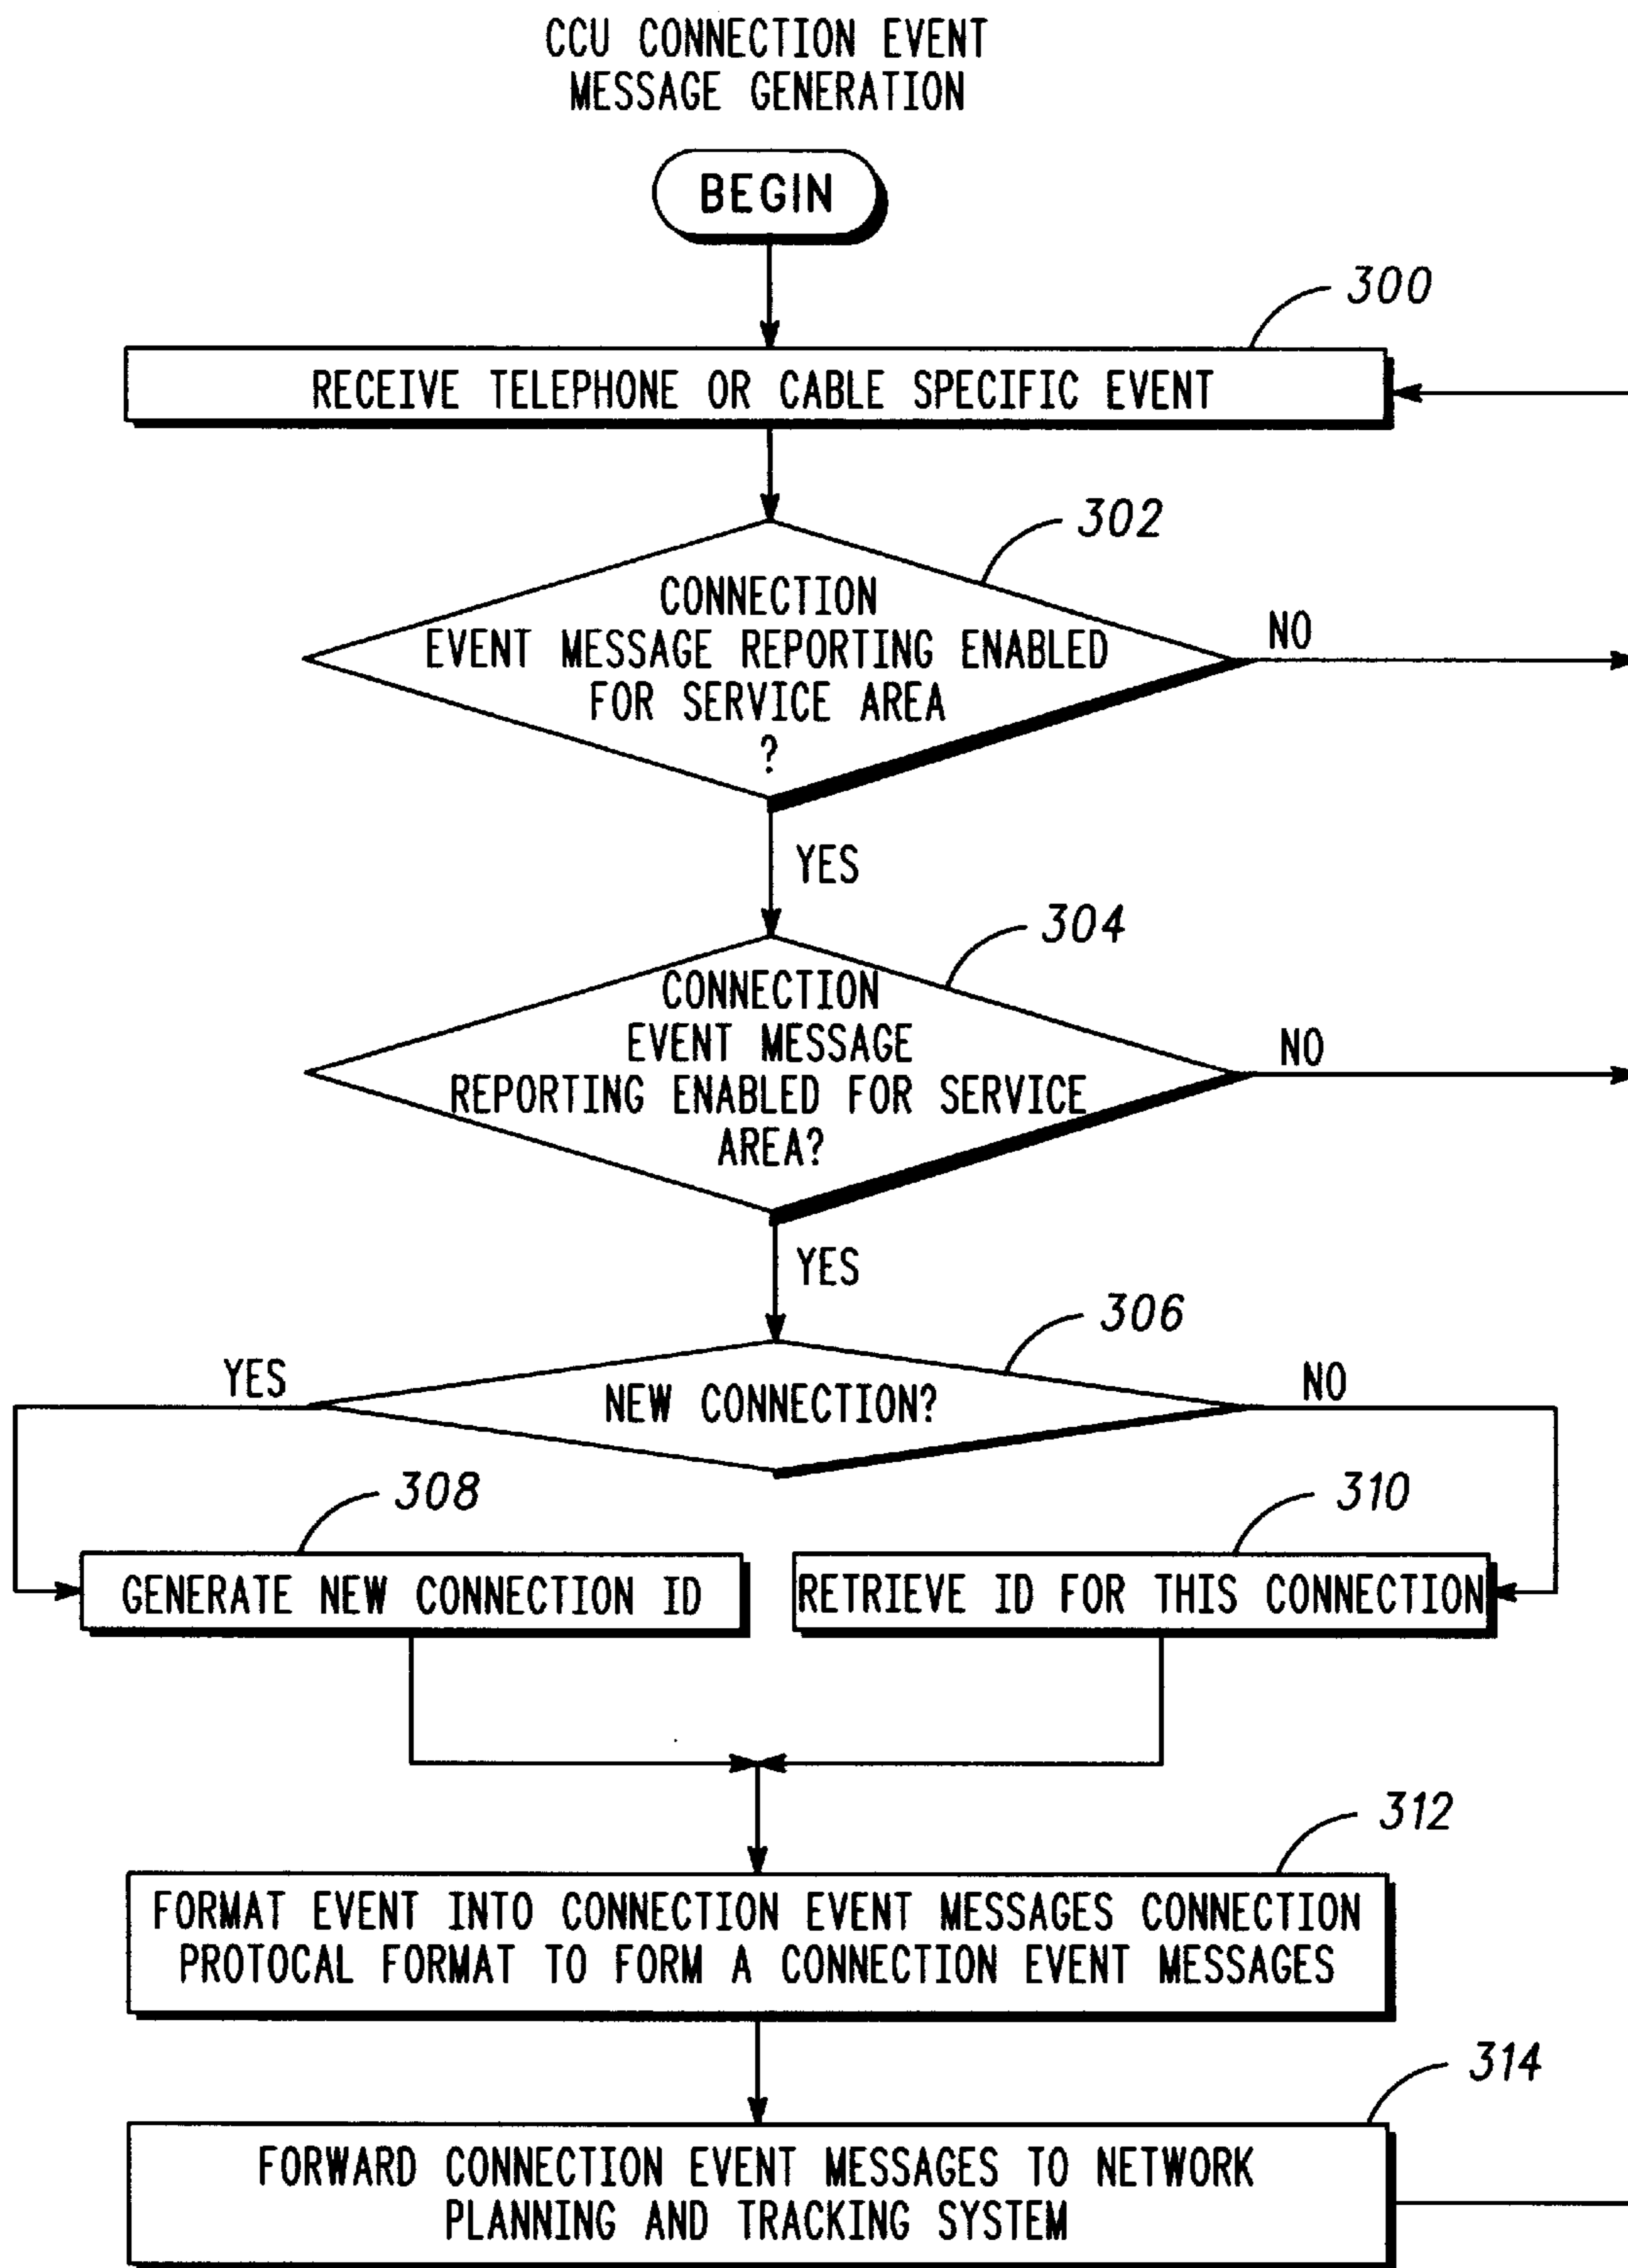 CCU CONNECTION EVENT
MESSAGE GENERATION
BEGIN
300
RECEIVE TELEPHONE OR CABLE SPECIFIC EVENT
302
CONNECTION
EVENT MESSAGE REPORTING ENABLED
FOR SERVICE AREA
?
NO
YES
304
CONNECTION
EVENT MESSAGE
REPORTING ENABLED FOR SERVICE
AREA?
NO
YES
306
YES
NEW CONNECTION?
NO
308
310
GENERATE NEW CONNECTION ID
RETRIEVE ID FOR THIS CONNECTION
312
FORMAT EVENT INTO CONNECTION EVENT MESSAGES CONNECTION
PROTOCAL FORMAT TO FORM A CONNECTION EVENT MESSAGES
314
FORWARD CONNECTION EVENT MESSAGES TO NETWORK
PLANNING AND TRACKING SYSTEM